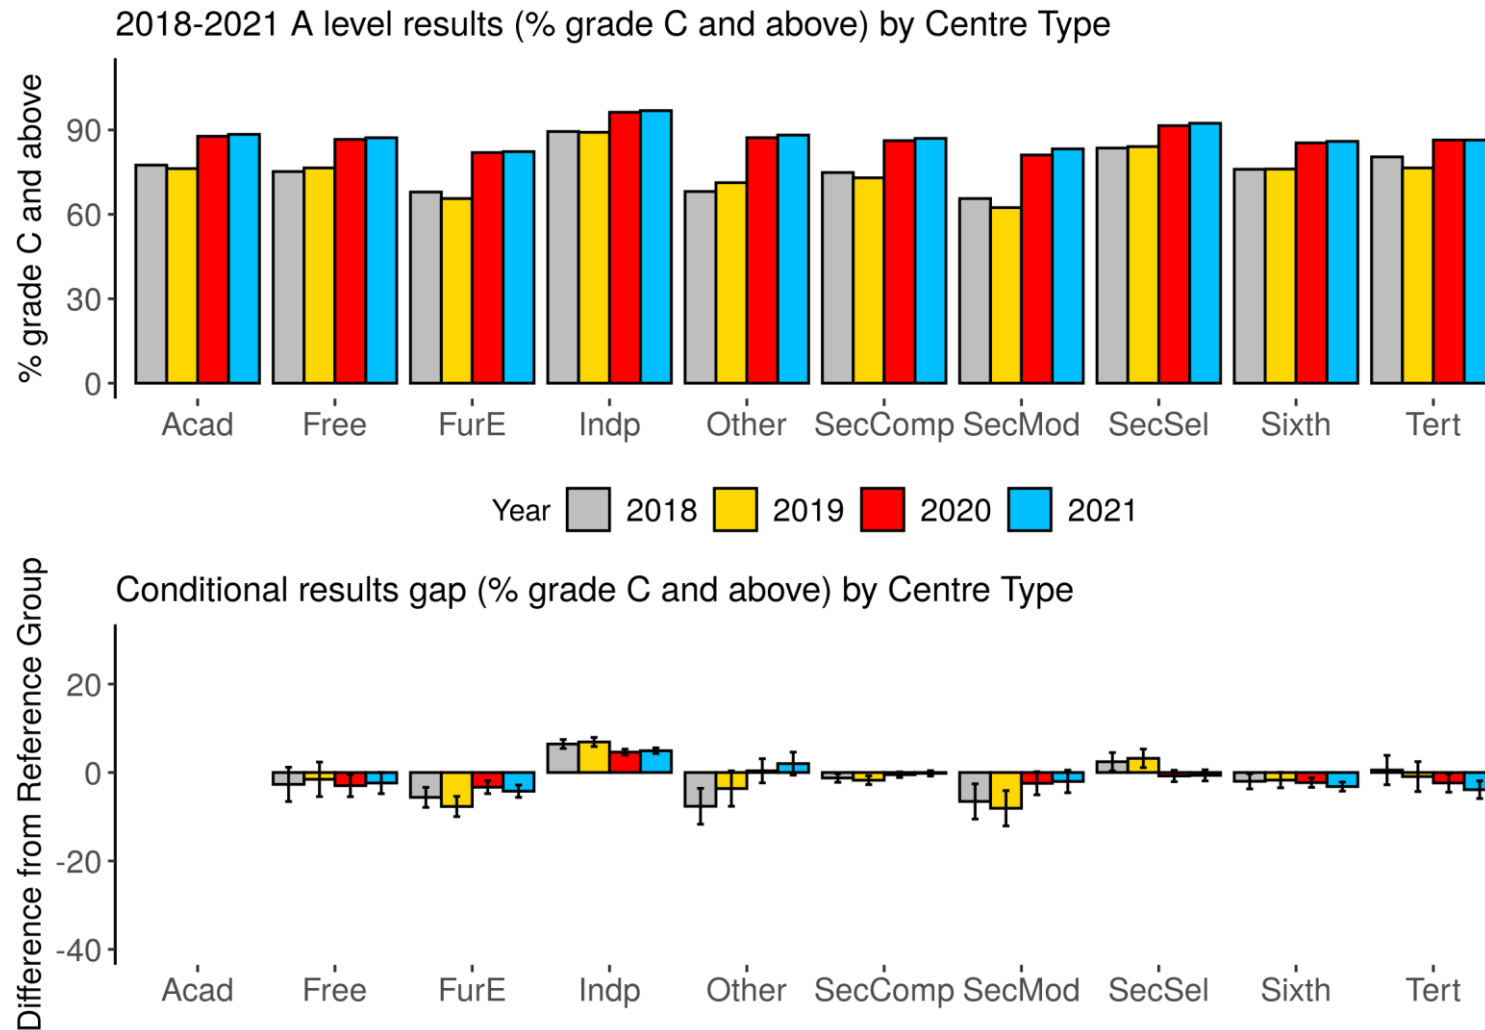 2018-2021 A level results (% grade C and above) by Centre Type
% grade C and above
90
60
30
0
Acad Free FurE Indp Other SecComp SecMod SecSel Sixth Tert
Year 2018 2019 2020 2021
Conditional results gap (% grade C and above) by Centre Type
Difference from Reference Group
20
0
-20
-40
Acad Free FurE Indp Other SecComp SecMod SecSel Sixth Tert